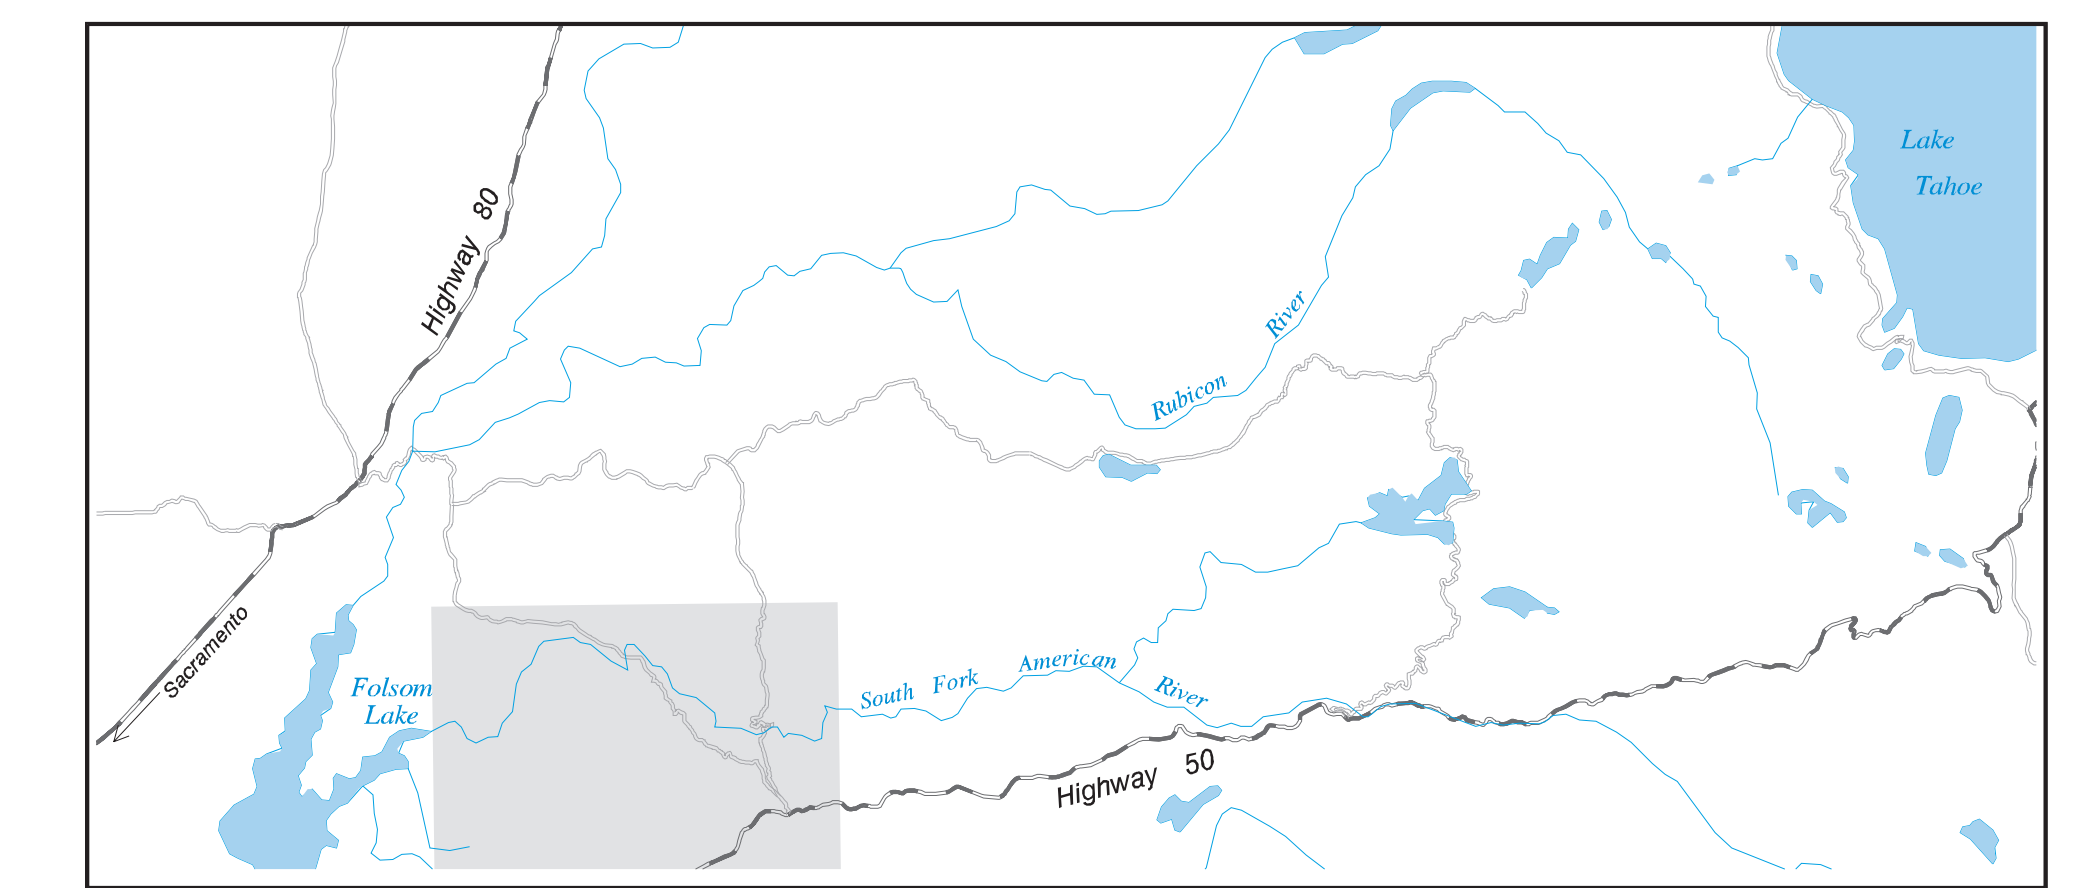 Lake
Tahoe
Highway 80
Rubicon River
Sacramento
Folsom
Lake
South Fork American River
Highway 50